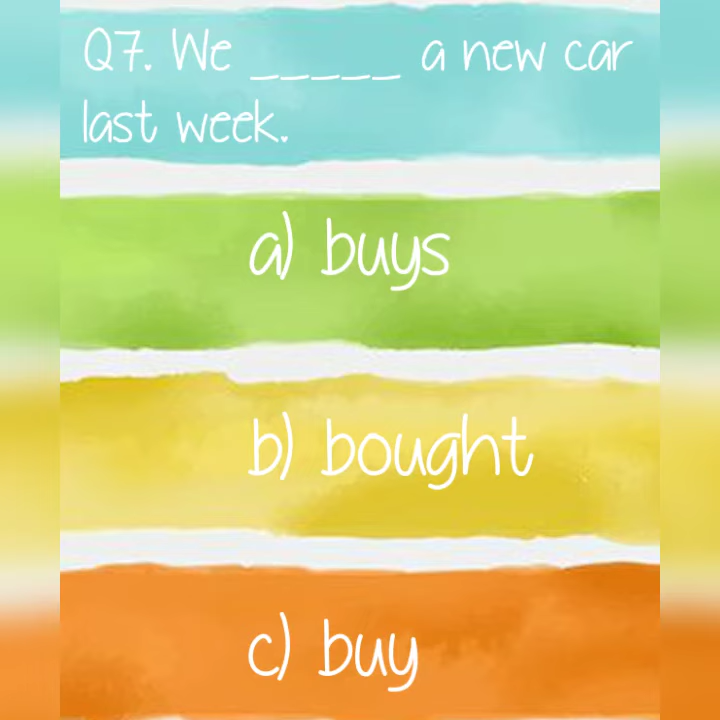 Q7. We _____ a new car
last week.
a) buys
b) bought
c) buy